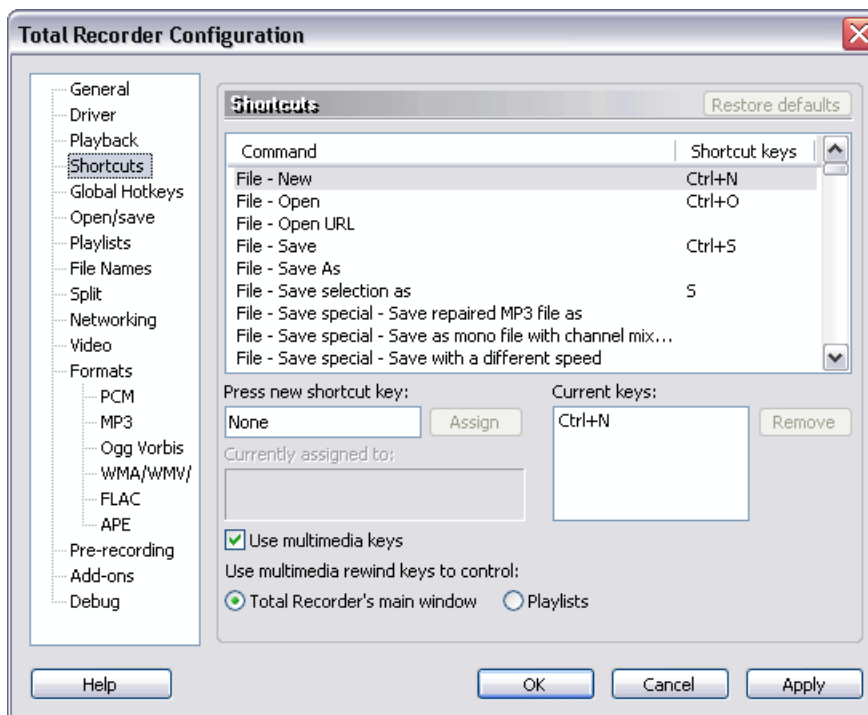 Total Recorder Configuration
General
Driver
Playback
Shortcuts
Global Hotkeys
Open/save
Playlists
File Names
Split
Networking
Video
Formats
PCM
MP3
Ogg Vorbis
WMA/WMV/
FLAC
APE
Pre-recording
Add-ons
Debug
Shortcuts
Restore defaults
Command Shortcut keys
File - New Ctrl+N
File - Open Ctrl+O
File - Open URL
File - Save Ctrl+S
File - Save As
File - Save selection as S
File - Save special - Save repaired MP3 file as
File - Save special - Save as mono file with channel mix...
File - Save special - Save with a different speed
Press new shortcut key: Current keys:
None Assign Ctrl+N Remove
Currently assigned to:
Use multimedia keys
Use multimedia rewind keys to control:
Total Recorder's main window Playlists
Help OK Cancel Apply